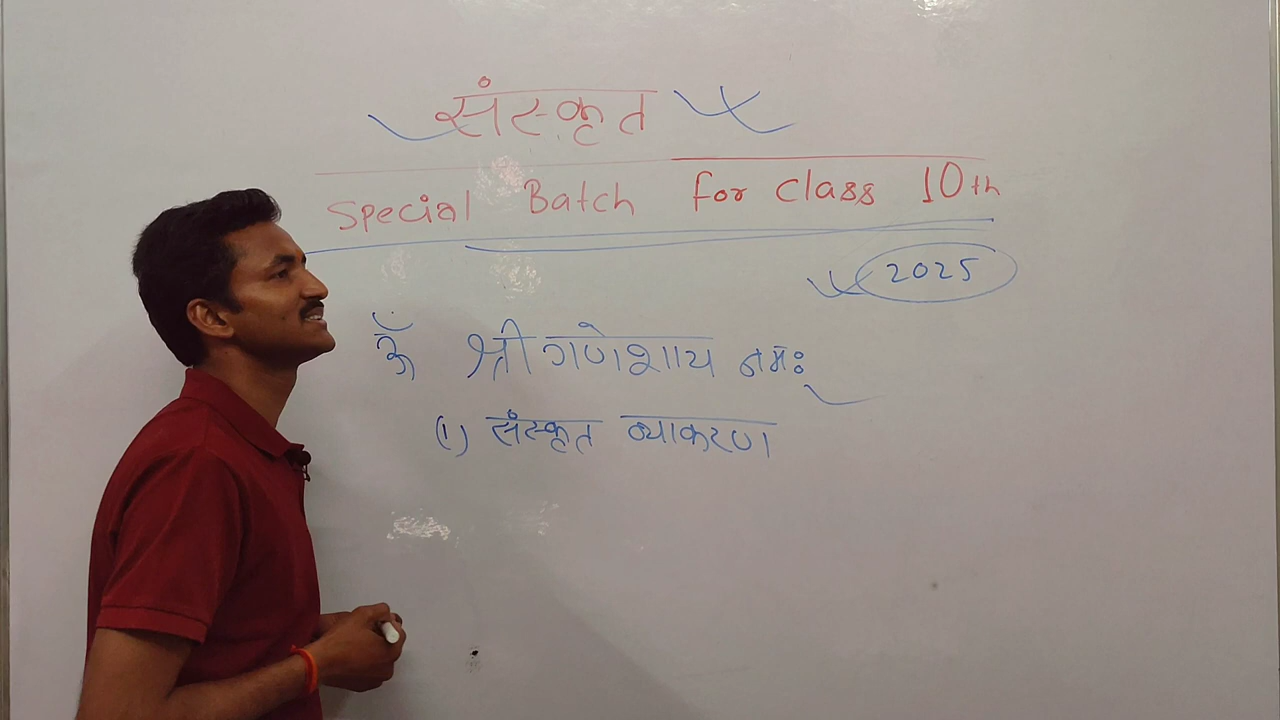 संस्कृत
Special Batch for class 10th
2025
ॐ श्री गणेशाय नमः
(1) संस्कृत व्याकरण